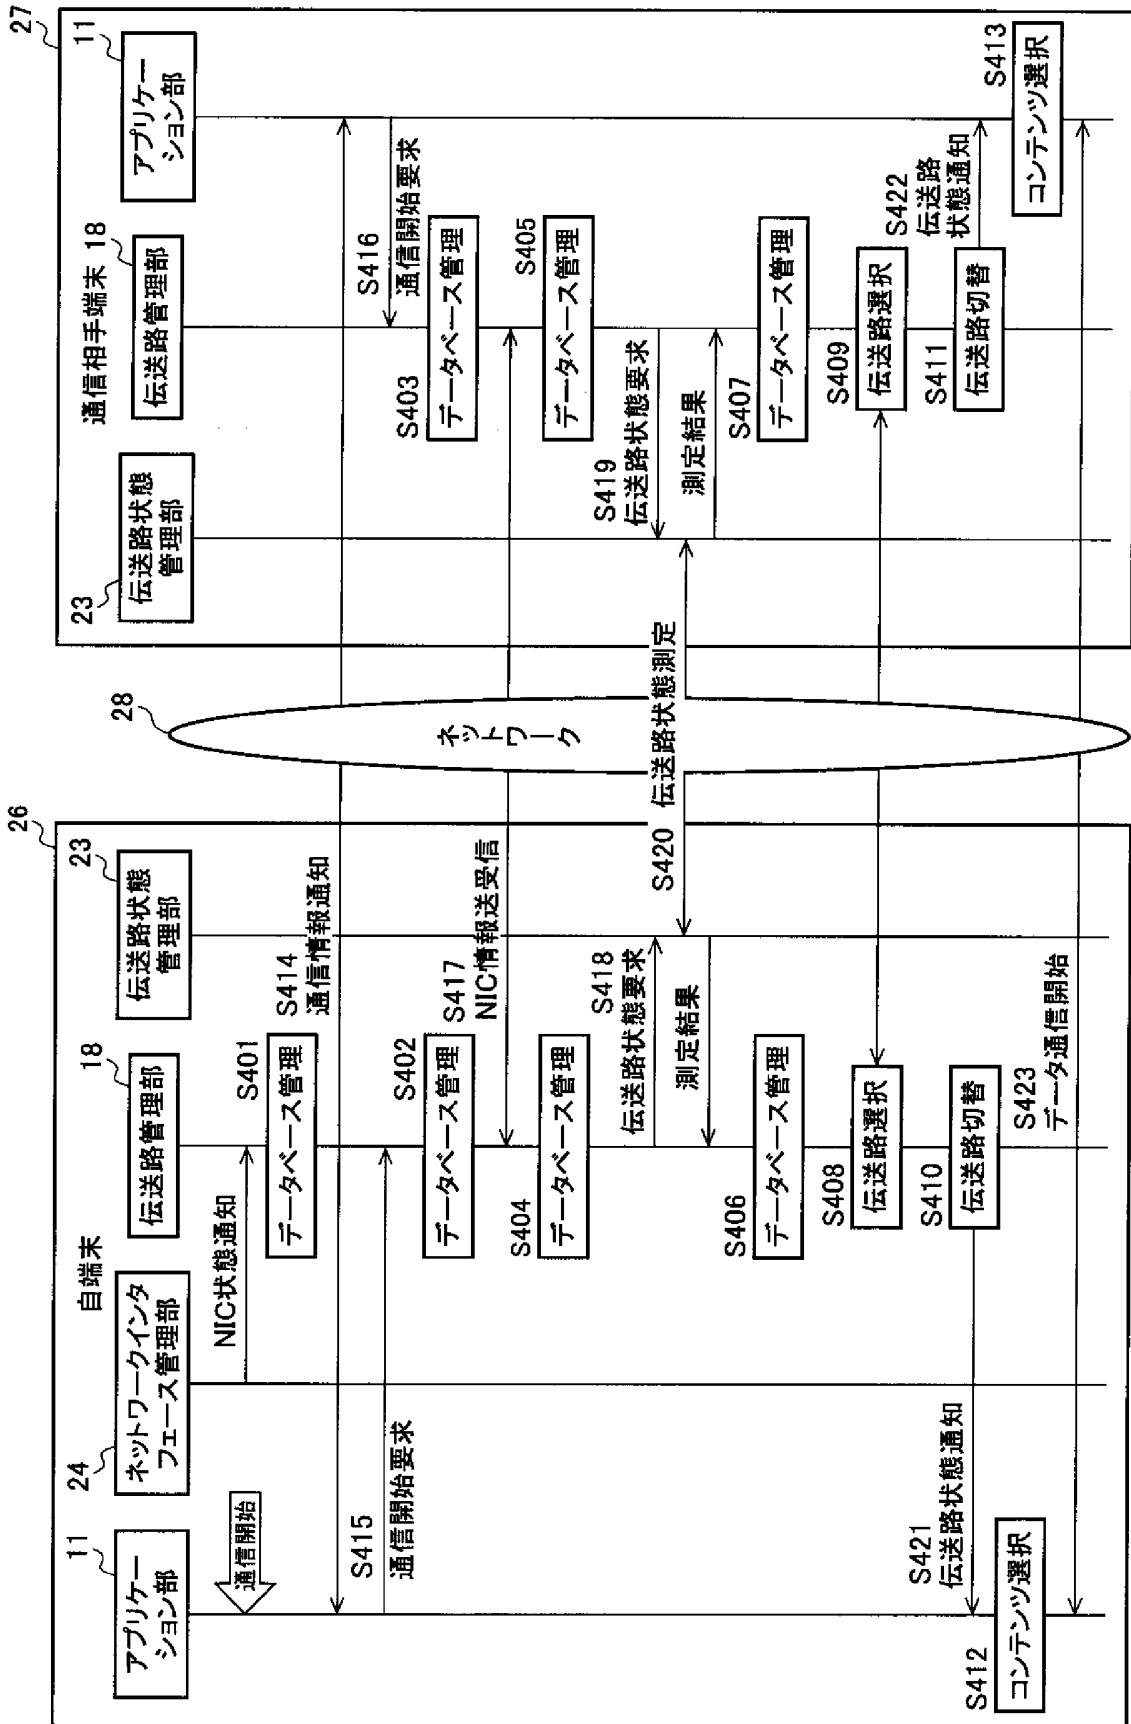 26
自端末
11
アプリケー
ション部
24
ネットワークインタ
フェース管理部
18
伝送路管理部
23
伝送路状態
管理部
28
ネットワーク
27
通信相手端末
23
伝送路状態
管理部
18
伝送路管理部
11
アプリケー
ション部
通信開始
NIC状態通知
S401
データベース管理
S414
通信情報通知
S415
通信開始要求
S416
通信開始要求
S402
データベース管理
S403
データベース管理
S417
NIC情報送受信
S404
データベース管理
S405
データベース管理
S418
伝送路状態要求
S419
伝送路状態要求
S420 伝送路状態測定
測定結果
測定結果
S406
データベース管理
S407
データベース管理
S408
伝送路選択
S409
伝送路選択
S410
伝送路切替
S411
伝送路切替
S421
伝送路状態通知
S422
伝送路
状態通知
S412
コンテンツ選択
S413
コンテンツ選択
S423
データ通信開始